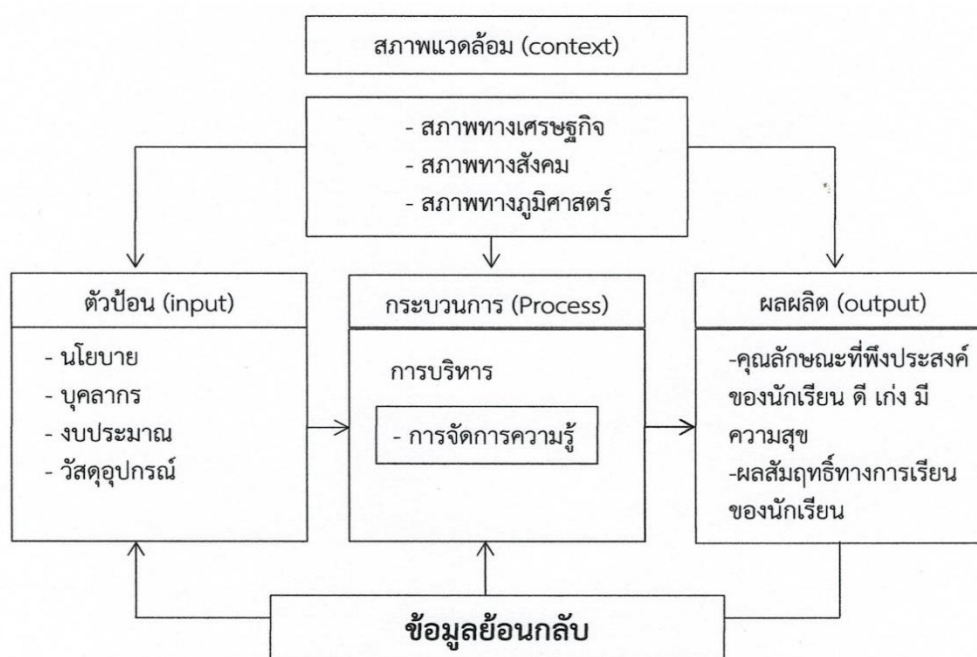 สภาพแวดล้อม (context)
- สภาพทางเศรษฐกิจ
- สภาพทางสังคม
- สภาพทางภูมิศาสตร์
ตัวป้อน (input)
- นโยบาย
- บุคลากร
- งบประมาณ
- วัสดุอุปกรณ์
กระบวนการ (Process)
การบริหาร
- การจัดการความรู้
ผลผลิต (output)
-คุณลักษณะที่พึงประสงค์
ของนักเรียน ดี เก่ง มี
ความสุข
-ผลสัมฤทธิ์ทางการเรียน
ของนักเรียน
ข้อมูลย้อนกลับ